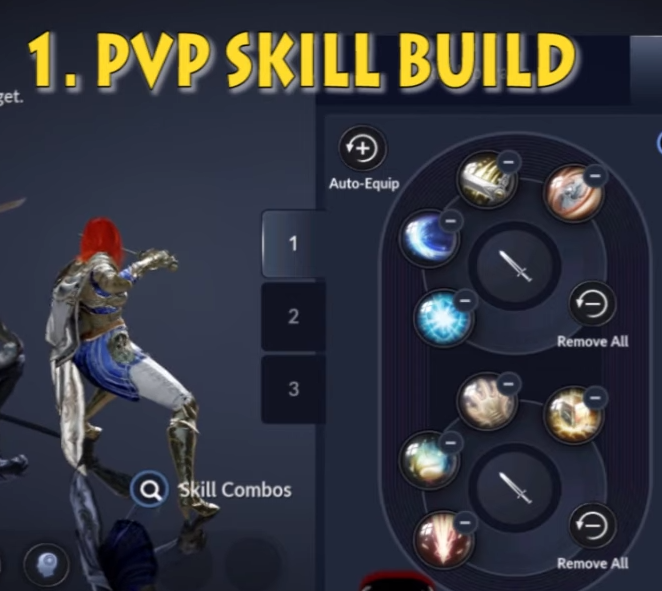 1. PVP SKILL BUILD
get.
Auto-Equip
1
2
Remove All
3
Skill Combos
Remove All